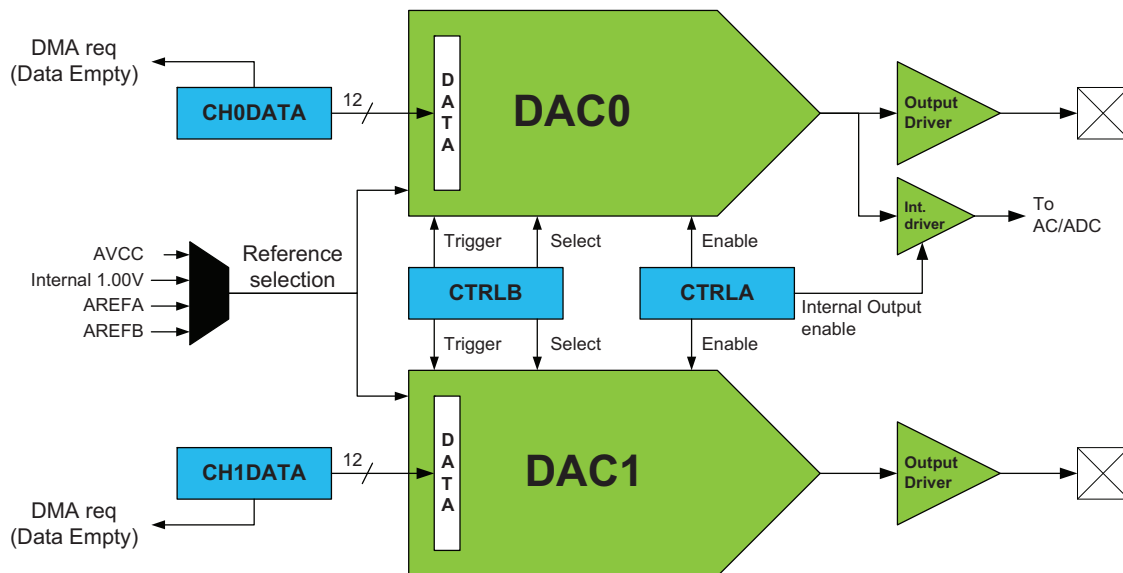 DMA req
(Data Empty)
CH0DATA
12
DATA
DAC0
Output
Driver
Int.
driver
To
AC/ADC
Trigger
Select
Enable
AVCC
Internal 1.00V
AREFA
AREFB
Reference
selection
CTRLB
CTRLA
Internal Output
enable
Trigger
Select
Enable
CH1DATA
12
DATA
DAC1
Output
Driver
DMA req
(Data Empty)